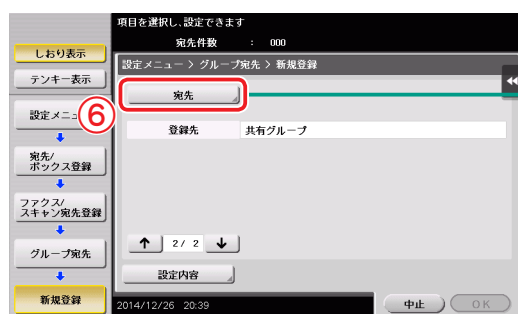 項目を選択し、設定できます
宛先件数 : 000
しおり表示
テンキー表示
設定メニュー > グループ宛先 > 新規登録
宛先
⑥
設定メニ
登録先 共有グループ
宛先/
ボックス登録
ファクス/
スキャン宛先登録
グループ宛先
↑ 2/ 2 ↓
設定内容
新規登録
2014/12/26 20:39
中止
OK